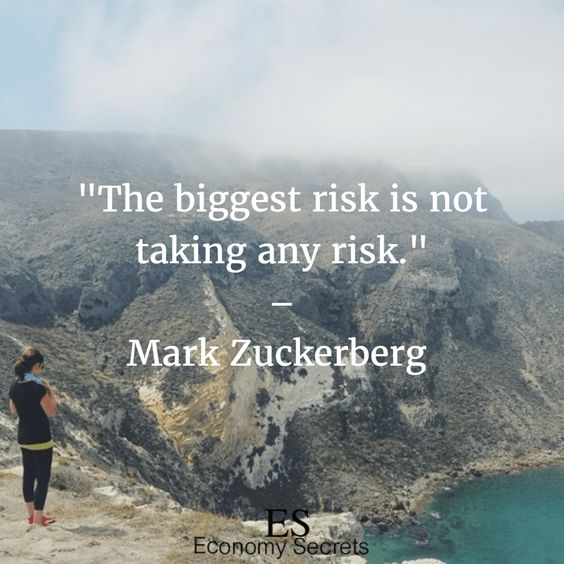 "The biggest risk is not
taking any risk."
–
Mark Zuckerberg
ES
Economy Secrets